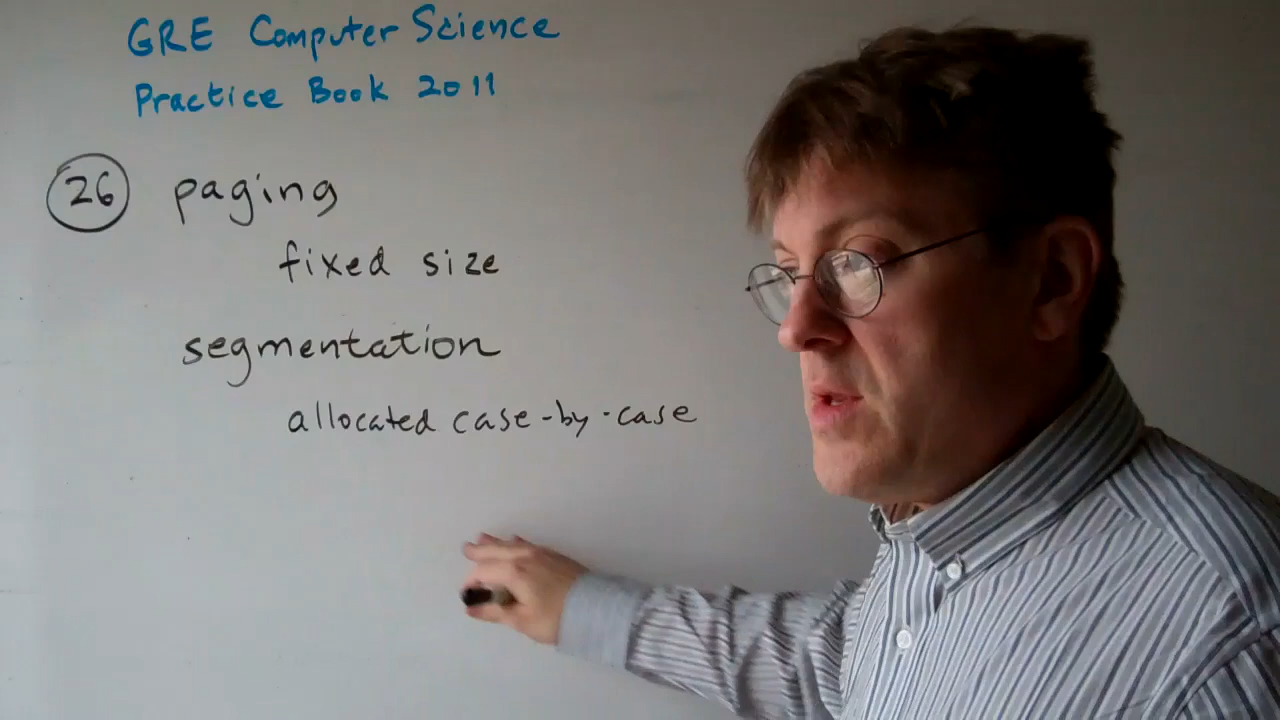 GRE Computer Science
Practice Book 2011
26 paging
fixed size
segmentation
allocated case-by-case